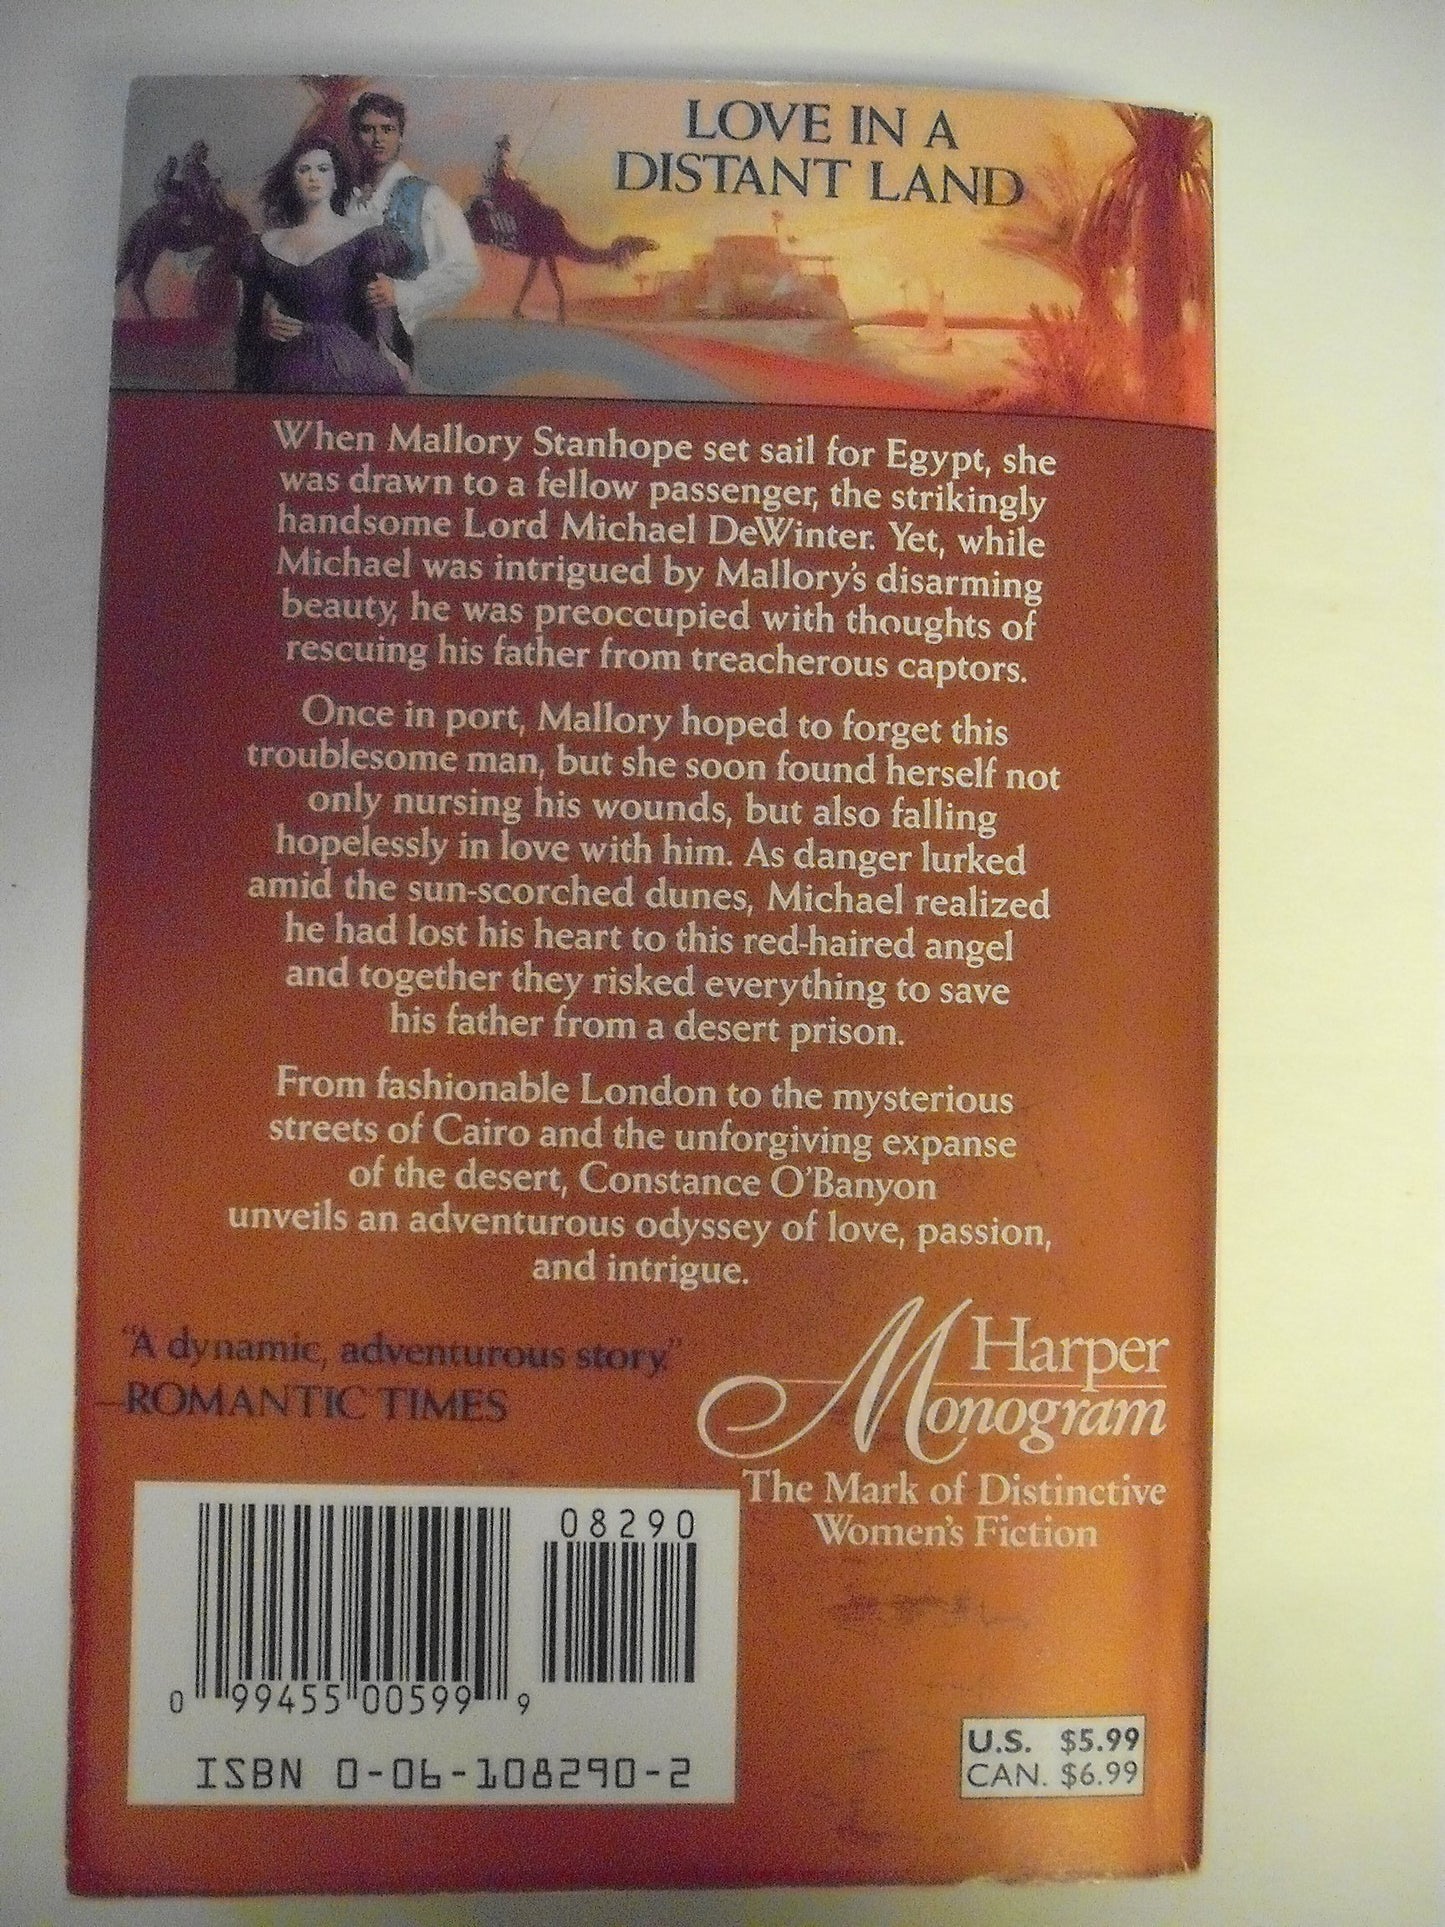 LOVE IN A
DISTANT LAND
When Mallory Stanhope set sail for Egypt, she
was drawn to a fellow passenger, the strikingly
handsome Lord Michael DeWinter. Yet, while
Michael was intrigued by Mallory's disarming
beauty, he was preoccupied with thoughts of
rescuing his father from treacherous captors.
Once in port, Mallory hoped to forget this
troublesome man, but she soon found herself not
only nursing his wounds, but also falling
hopelessly in love with him. As danger lurked
amid the sun-scorched dunes, Michael realized
he had lost his heart to this red-haired angel
and together they risked everything to save
his father from a desert prison.
From fashionable London to the mysterious
streets of Cairo and the unforgiving expanse
of the desert, Constance O'Banyon
unveils an adventurous odyssey of love, passion,
and intrigue.
"A dynamic, adventurous story."
—ROMANTIC TIMES
Harper
Monogram
The Mark of Distinctive
Women's Fiction
08290
0 99455 00599 9
ISBN 0-06-108290-2
U.S. $5.99
CAN. $6.99